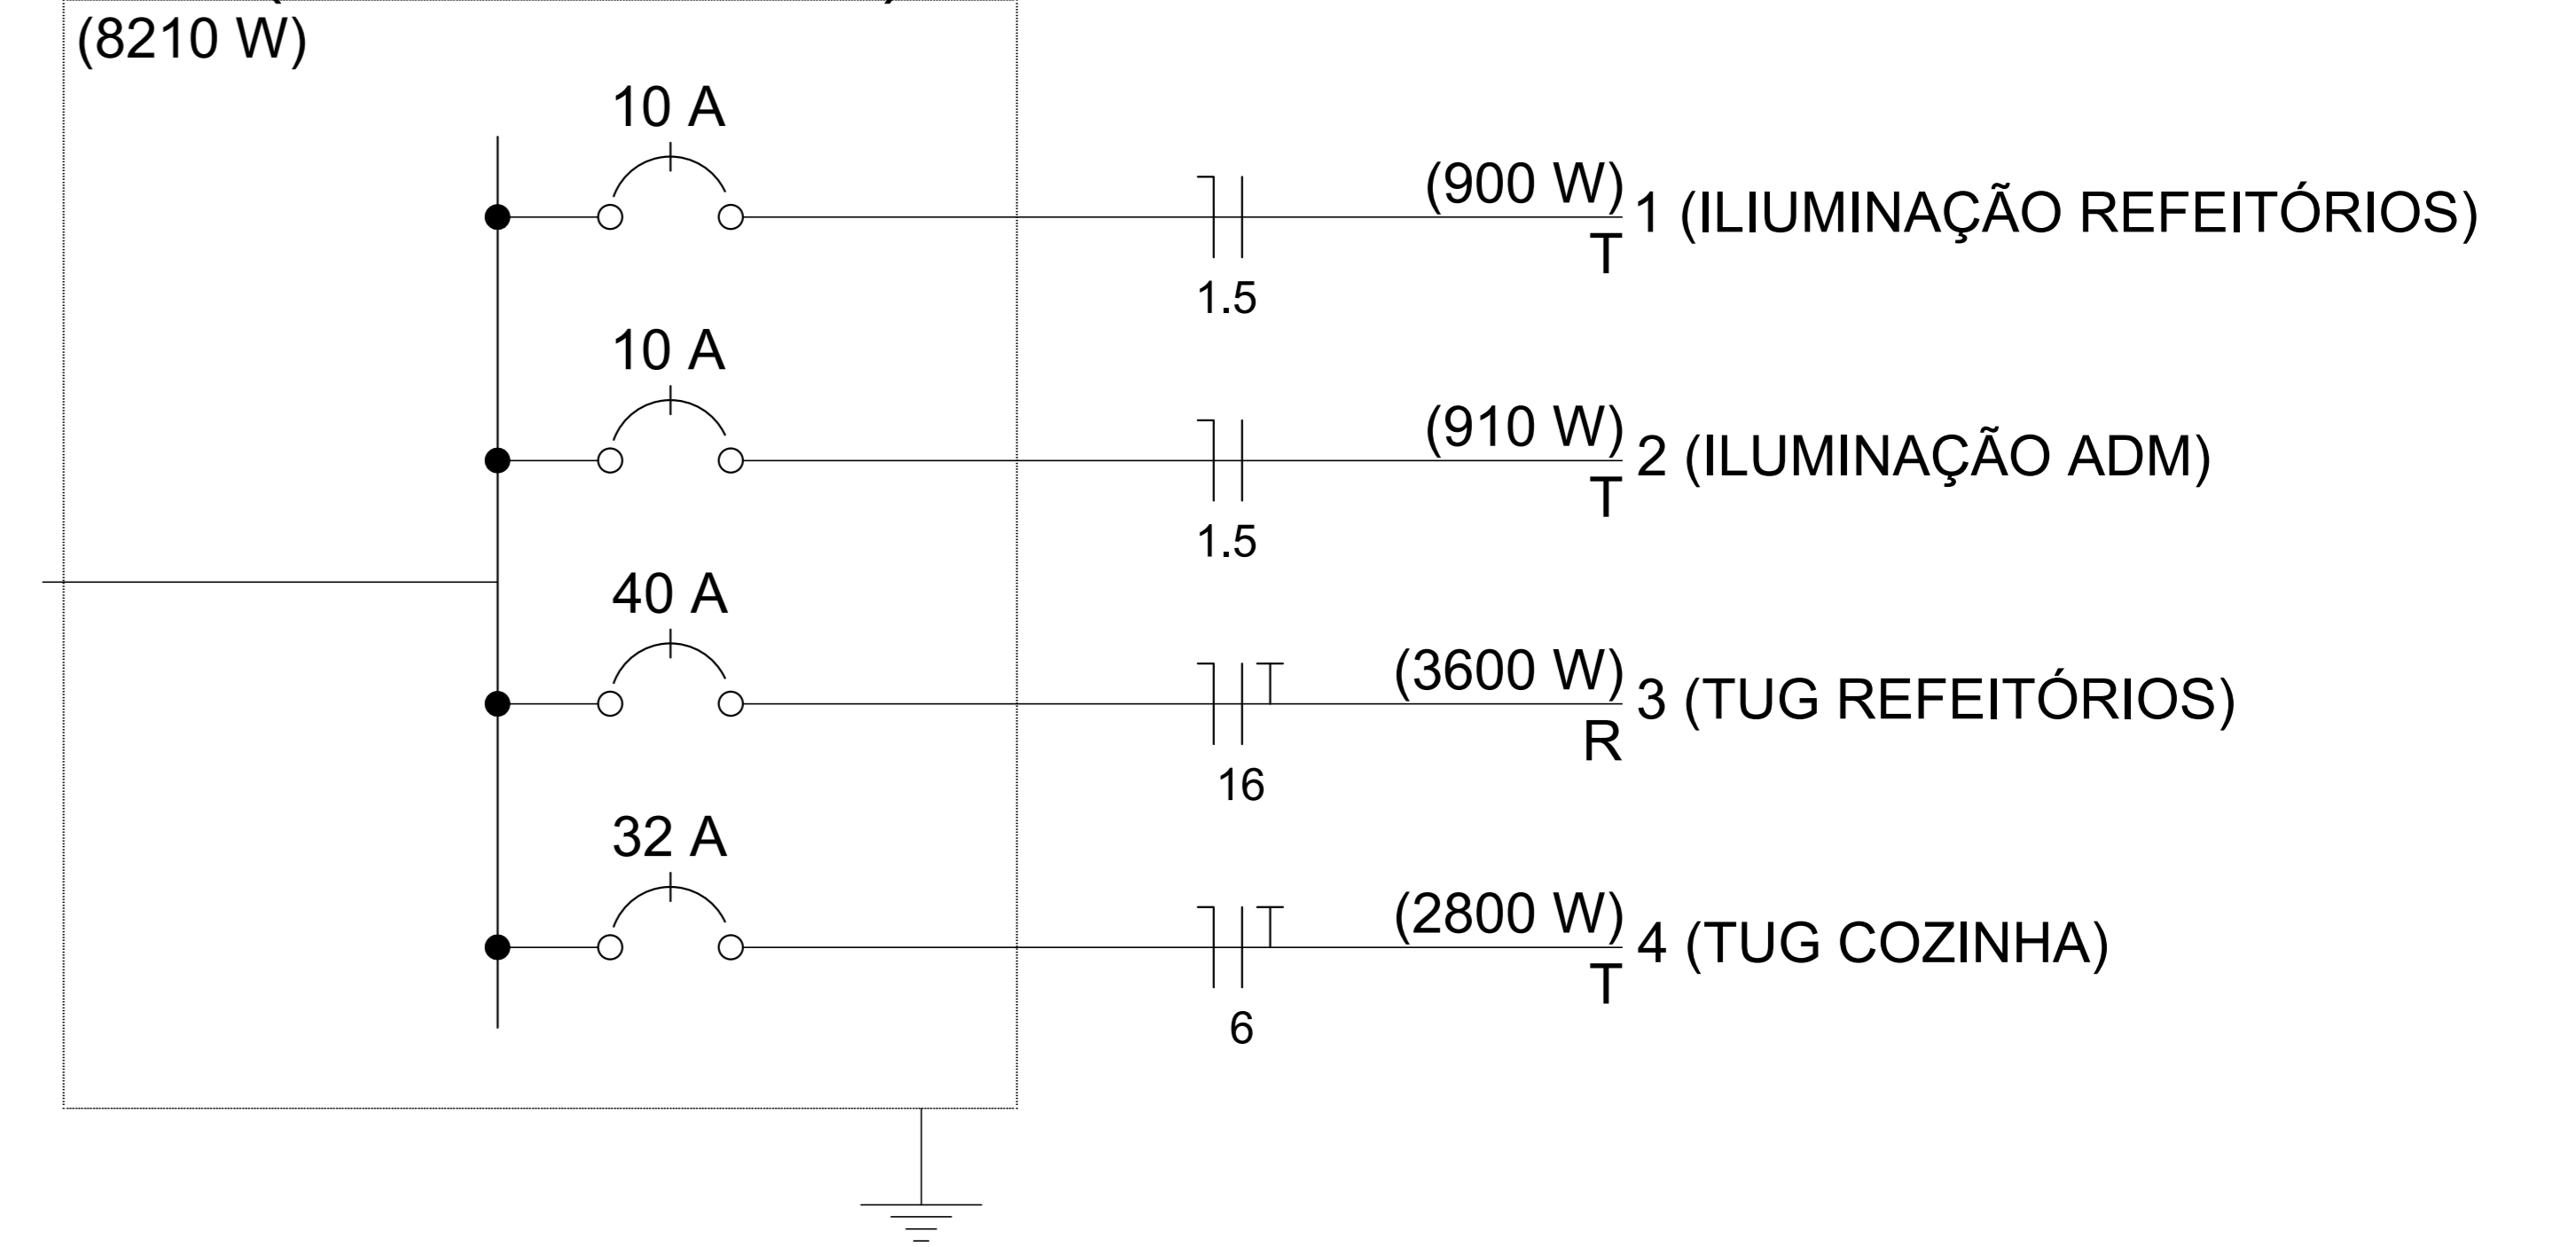 (8210 W)
10 A
(900 W)
1 (ILIUMINAÇÃO REFEITÓRIOS)
T
1.5
10 A
(910 W)
2 (ILUMINAÇÃO ADM)
T
1.5
40 A
(3600 W)
3 (TUG REFEITÓRIOS)
R
16
32 A
(2800 W)
4 (TUG COZINHA)
T
6